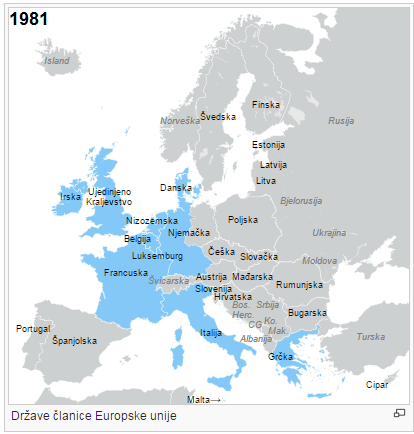 1981
Island
Norveška
Švedska
Finska
Rusija
Estonija
Latvija
Litva
Danska
Irska
Ujedinjeno
Kraljevstvo
Bjelorusija
Nizozemska
Poljska
Njemačka
Belgija
Ukrajina
Luksemburg
Češka
Slovačka
Moldova
Francuska
Švicarska
Austrija
Mađarska
Slovenija
Rumunjska
Hrvatska
Bos.
Herc.
Srbija
CG
Ko.
Bugarska
Mak.
Portugal
Španjolska
Italija
Albanija
Turska
Grčka
Cipar
Malta→
Države članice Europske unije